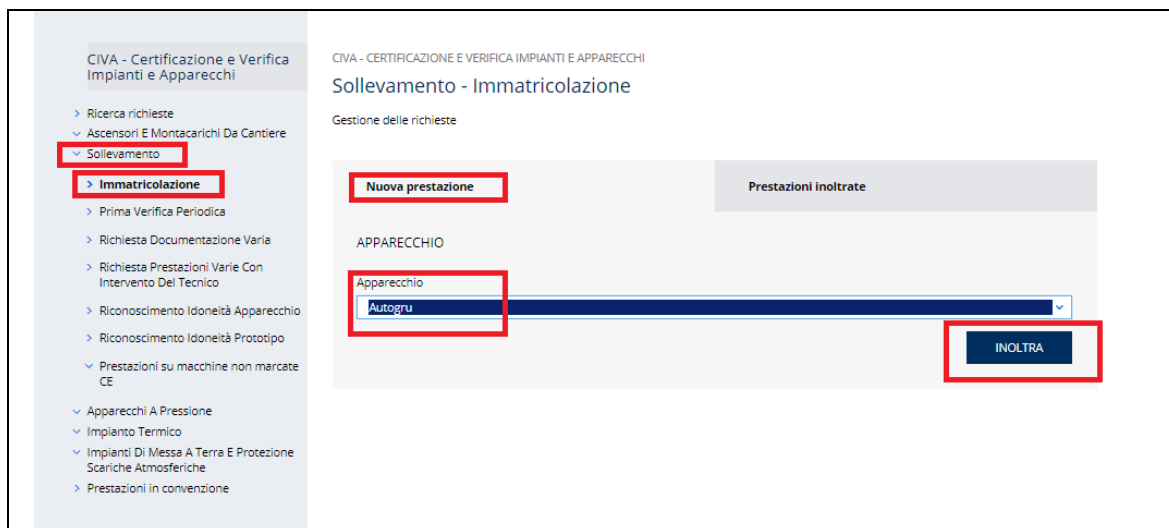 CIVA - Certificazione e Verifica
Impianti e Apparecchi
Ricerca richieste
Ascensori E Montacarichi Da Cantiere
Sollevamento
Immatricolazione
Prima Verifica Periodica
Richiesta Documentazione Varia
Richiesta Prestazioni Varie Con
Intervento Del Tecnico
Riconoscimento Idoneità Apparecchio
Riconoscimento Idoneità Prototipo
Prestazioni su macchine non marcate
CE
Apparecchi A Pressione
Impianto Termico
Impianti Di Messa A Terra E Protezione
Scariche Atmosferiche
Prestazioni in convenzione
CIVA - CERTIFICAZIONE E VERIFICA IMPIANTI E APPARECCHI
Sollevamento - Immatricolazione
Gestione delle richieste
Nuova prestazione
Prestazioni inoltrate
APPARECCHIO
Apparecchio
Autogru
INOLTRA